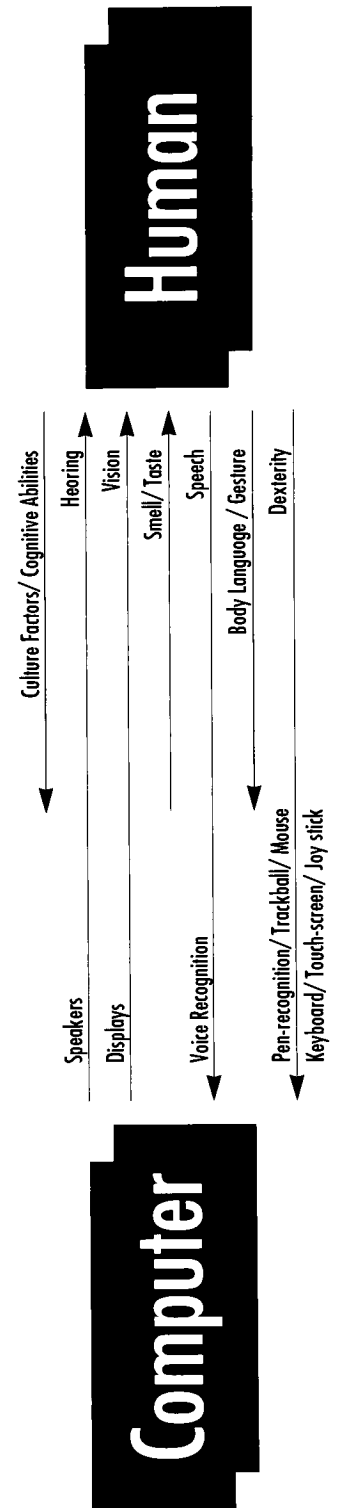 Computer
Human
Culture Factors/ Cognitive Abilities
Speakers
Hearing
Displays
Vision
Smell/ Taste
Voice Recognition
Speech
Body Language / Gesture
Pen-recognition/ Trackball/ Mouse
Keyboard/ Touch-screen/ Joy stick
Dexterity